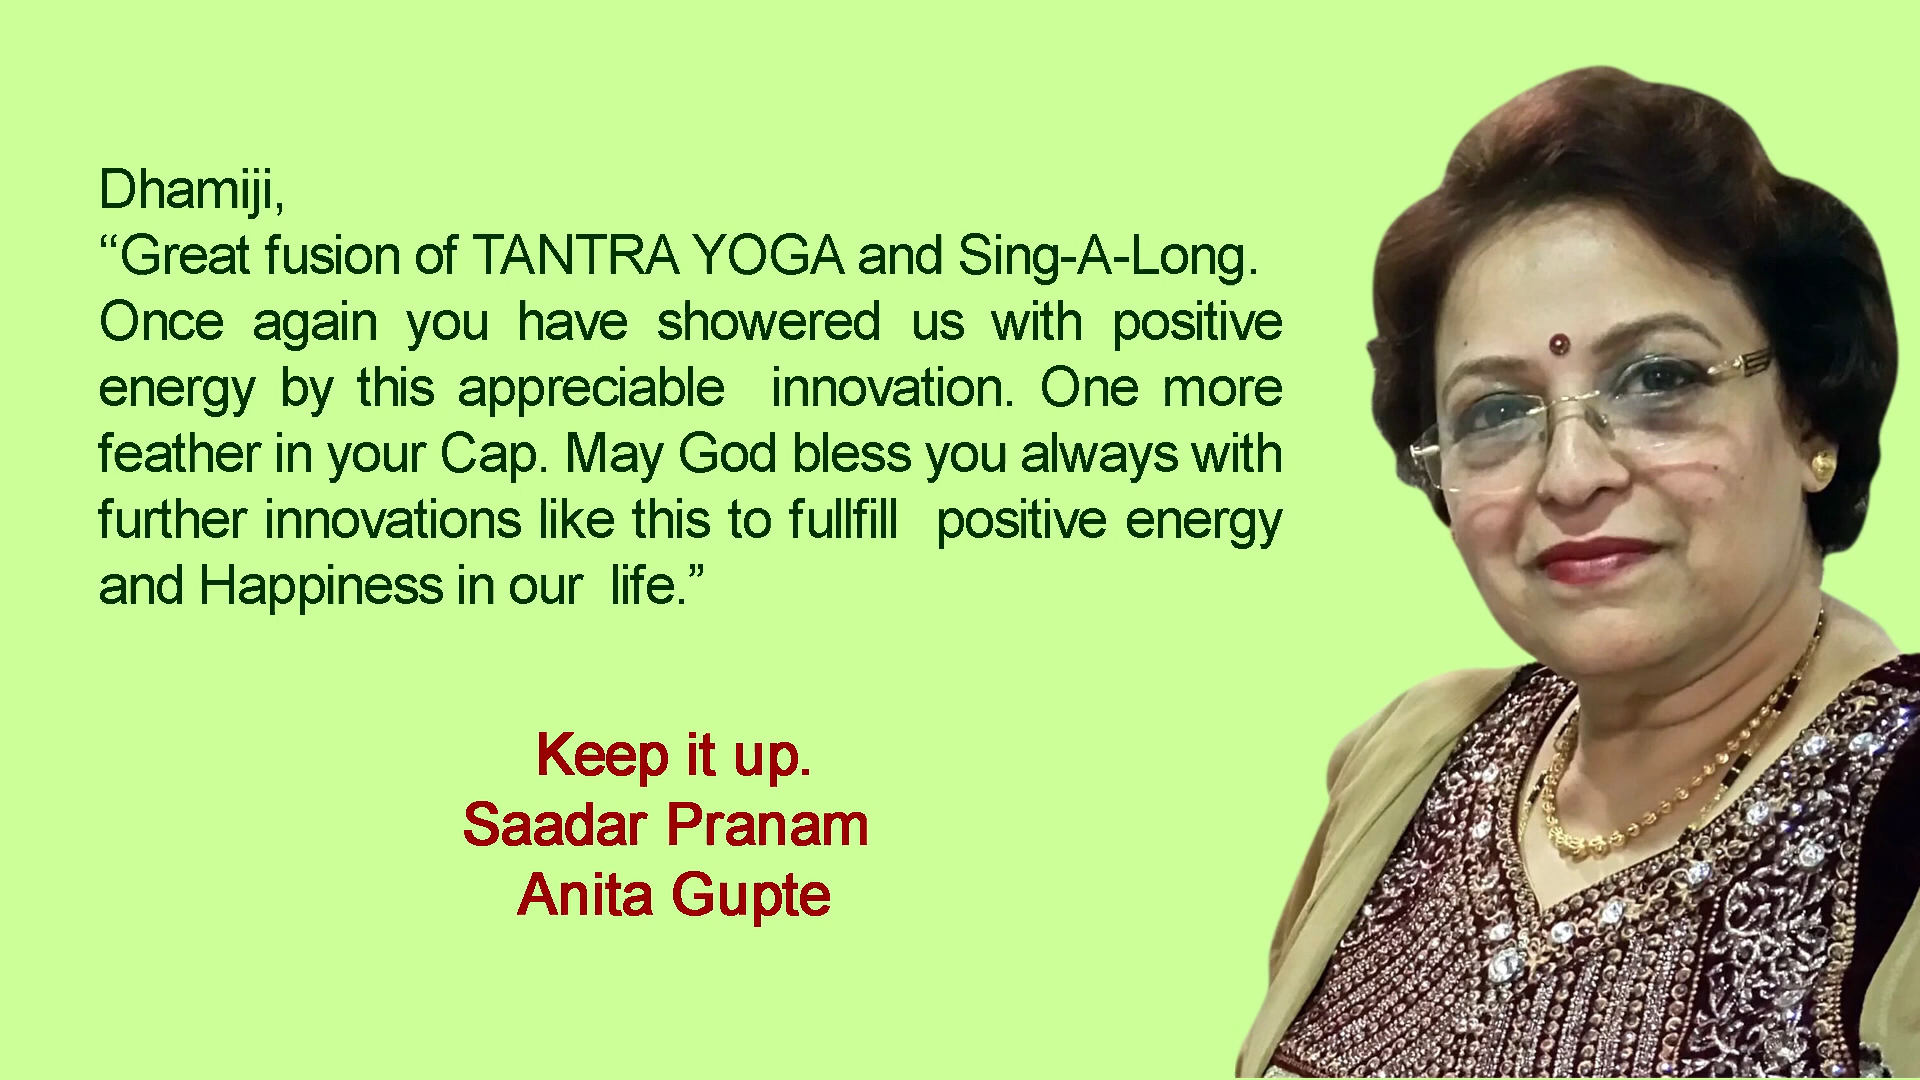 Dhamiji,
“Great fusion of TANTRA YOGA and Sing-A-Long.
Once again you have showered us with positive
energy by this appreciable innovation. One more
feather in your Cap. May God bless you always with
further innovations like this to fullfill positive energy
and Happiness in our life.”
Keep it up.
Saadar Pranam
Anita Gupte